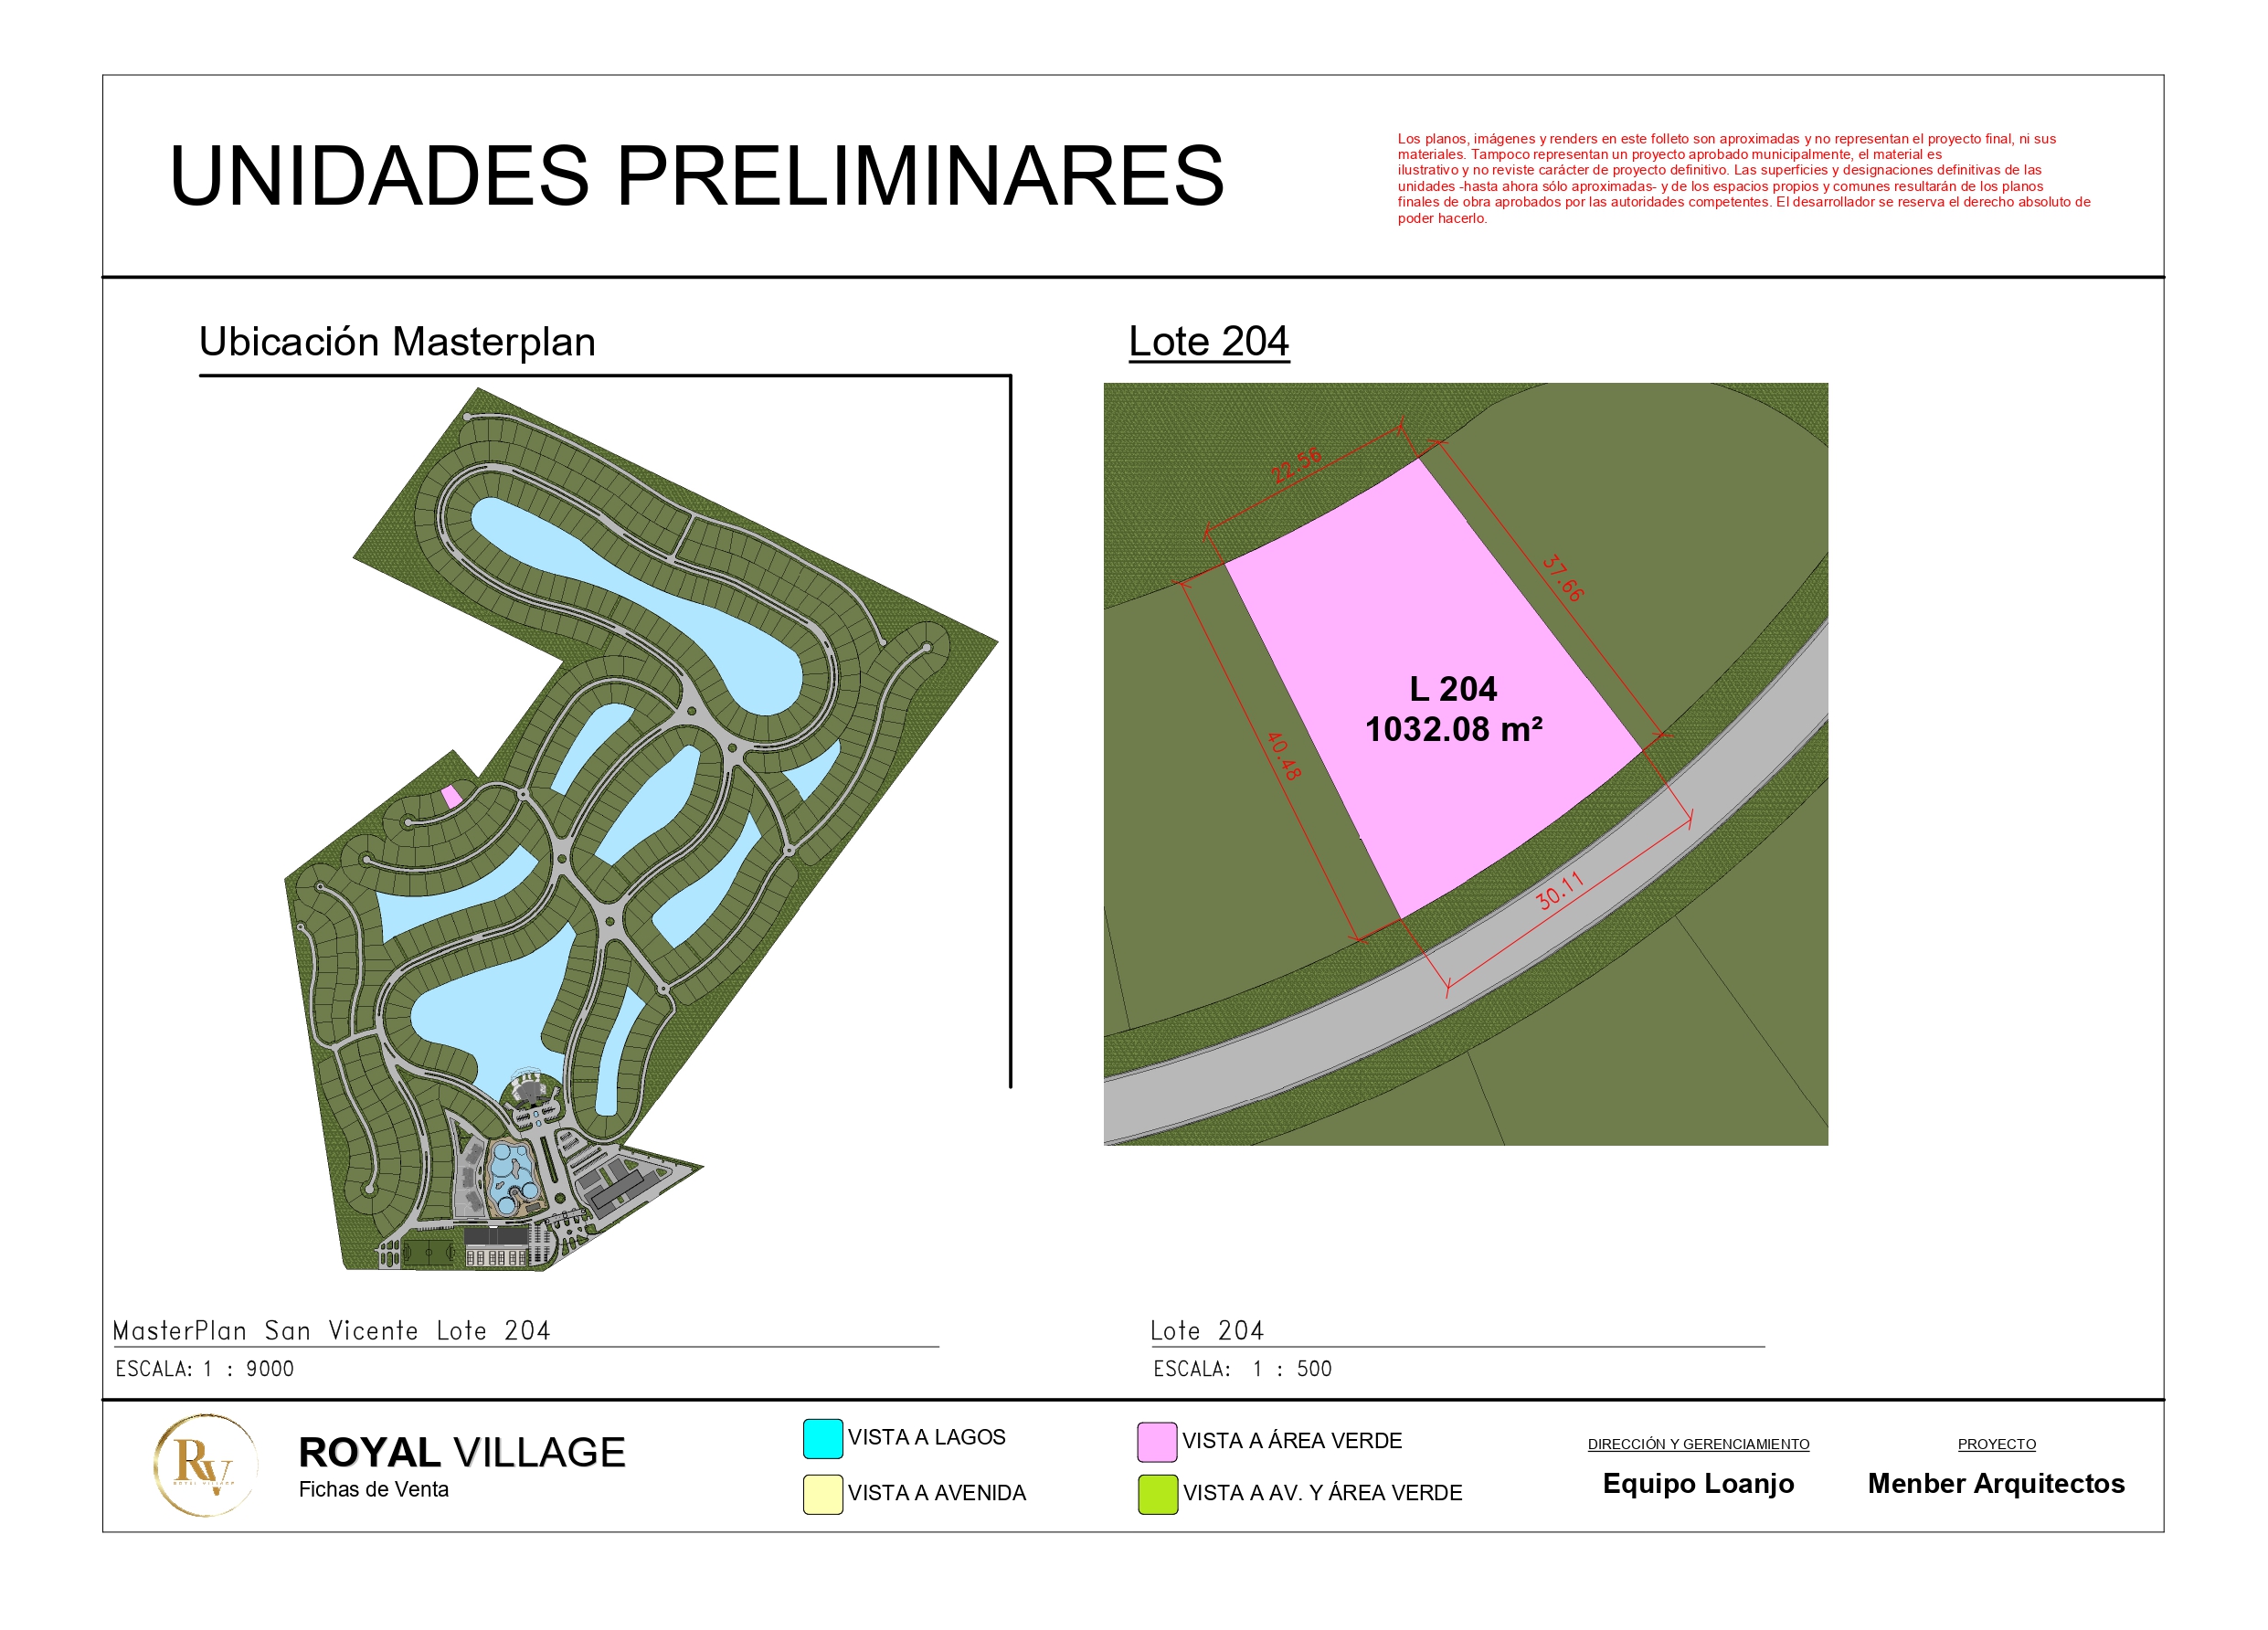 UNIDADES PRELIMINARES
Los planos, imágenes y renders en este folleto son aproximadas y no representan el proyecto final, ni sus
materiales. Tampoco representan un proyecto aprobado municipalmente, el material es
ilustrativo y no reviste carácter de proyecto definitivo. Las superficies y designaciones definitivas de las
unidades -hasta ahora sólo aproximadas- y de los espacios propios y comunes resultarán de los planos
finales de obra aprobados por las autoridades competentes. El desarrollador se reserva el derecho absoluto de
poder hacerlo.
Ubicación Masterplan
Lote 204
22.56
37.66
L 204
1032.08 m²
40.48
30.11
MasterPlan San Vicente Lote 204
ESCALA: 1 : 9000
Lote 204
ESCALA: 1 : 500
RV
ROYAL VILLAGE
ROYAL VILLAGE
Fichas de Venta
VISTA A LAGOS
VISTA A AVENIDA
VISTA A ÁREA VERDE
VISTA A AV. Y ÁREA VERDE
DIRECCIÓN Y GERENCIAMIENTO
Equipo Loanjo
PROYECTO
Menber Arquitectos